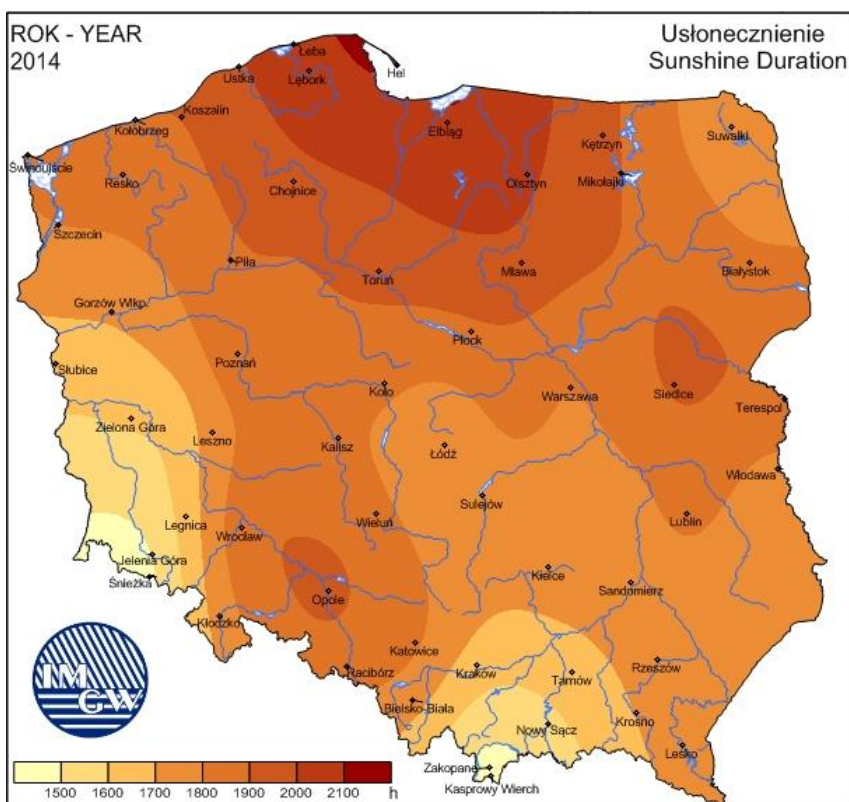 ROK - YEAR
2014
Usłonecznienie
Sunshine Duration
Łeba
Hel
Ustka
Lębork
Koszalin
Kołobrzeg
Elbląg
Kętrzyn
Suwałki
Świnoujście
Resko
Chojnice
Olsztyn
Mikołajki
Szczecin
Piła
Toruń
Mława
Białystok
Gorzów Wlkp.
Płock
Słubice
Poznań
Koło
Warszawa
Siedlce
Terespol
Zielona Góra
Leszno
Kalisz
Łódź
Włodawa
Sulejów
Legnica
Wrocław
Wieluń
Lublin
Jelenia Góra
Śnieżka
Opole
Kielce
Sandomierz
Kłodzko
Katowice
Racibórz
Kraków
Tarnów
Rzeszów
Bielsko-Biała
Nowy Sącz
Krosno
Lesko
Zakopane
Kasprowy Wierch
IM
GW
1500 1600 1700 1800 1900 2000 2100 h